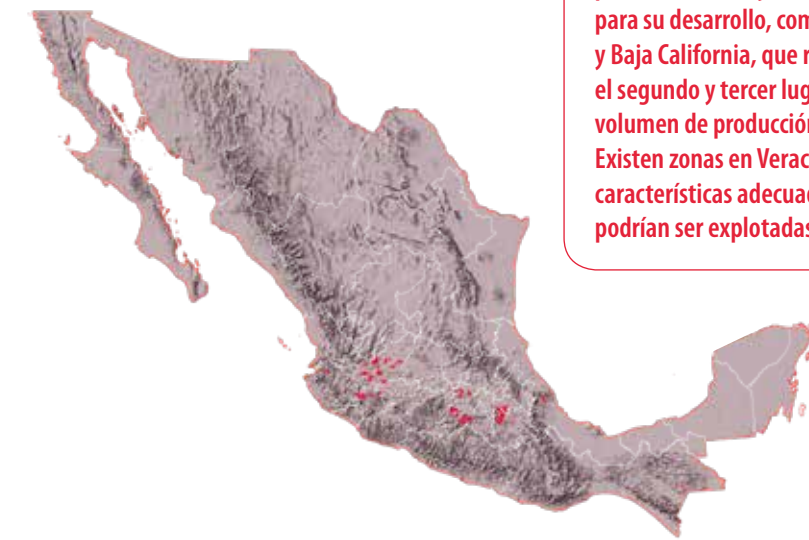 para su desarrollo, com
y Baja California, que
el segundo y tercer lug
volumen de producción
Existen zonas en Verac
características adecuad
podrían ser explotadas